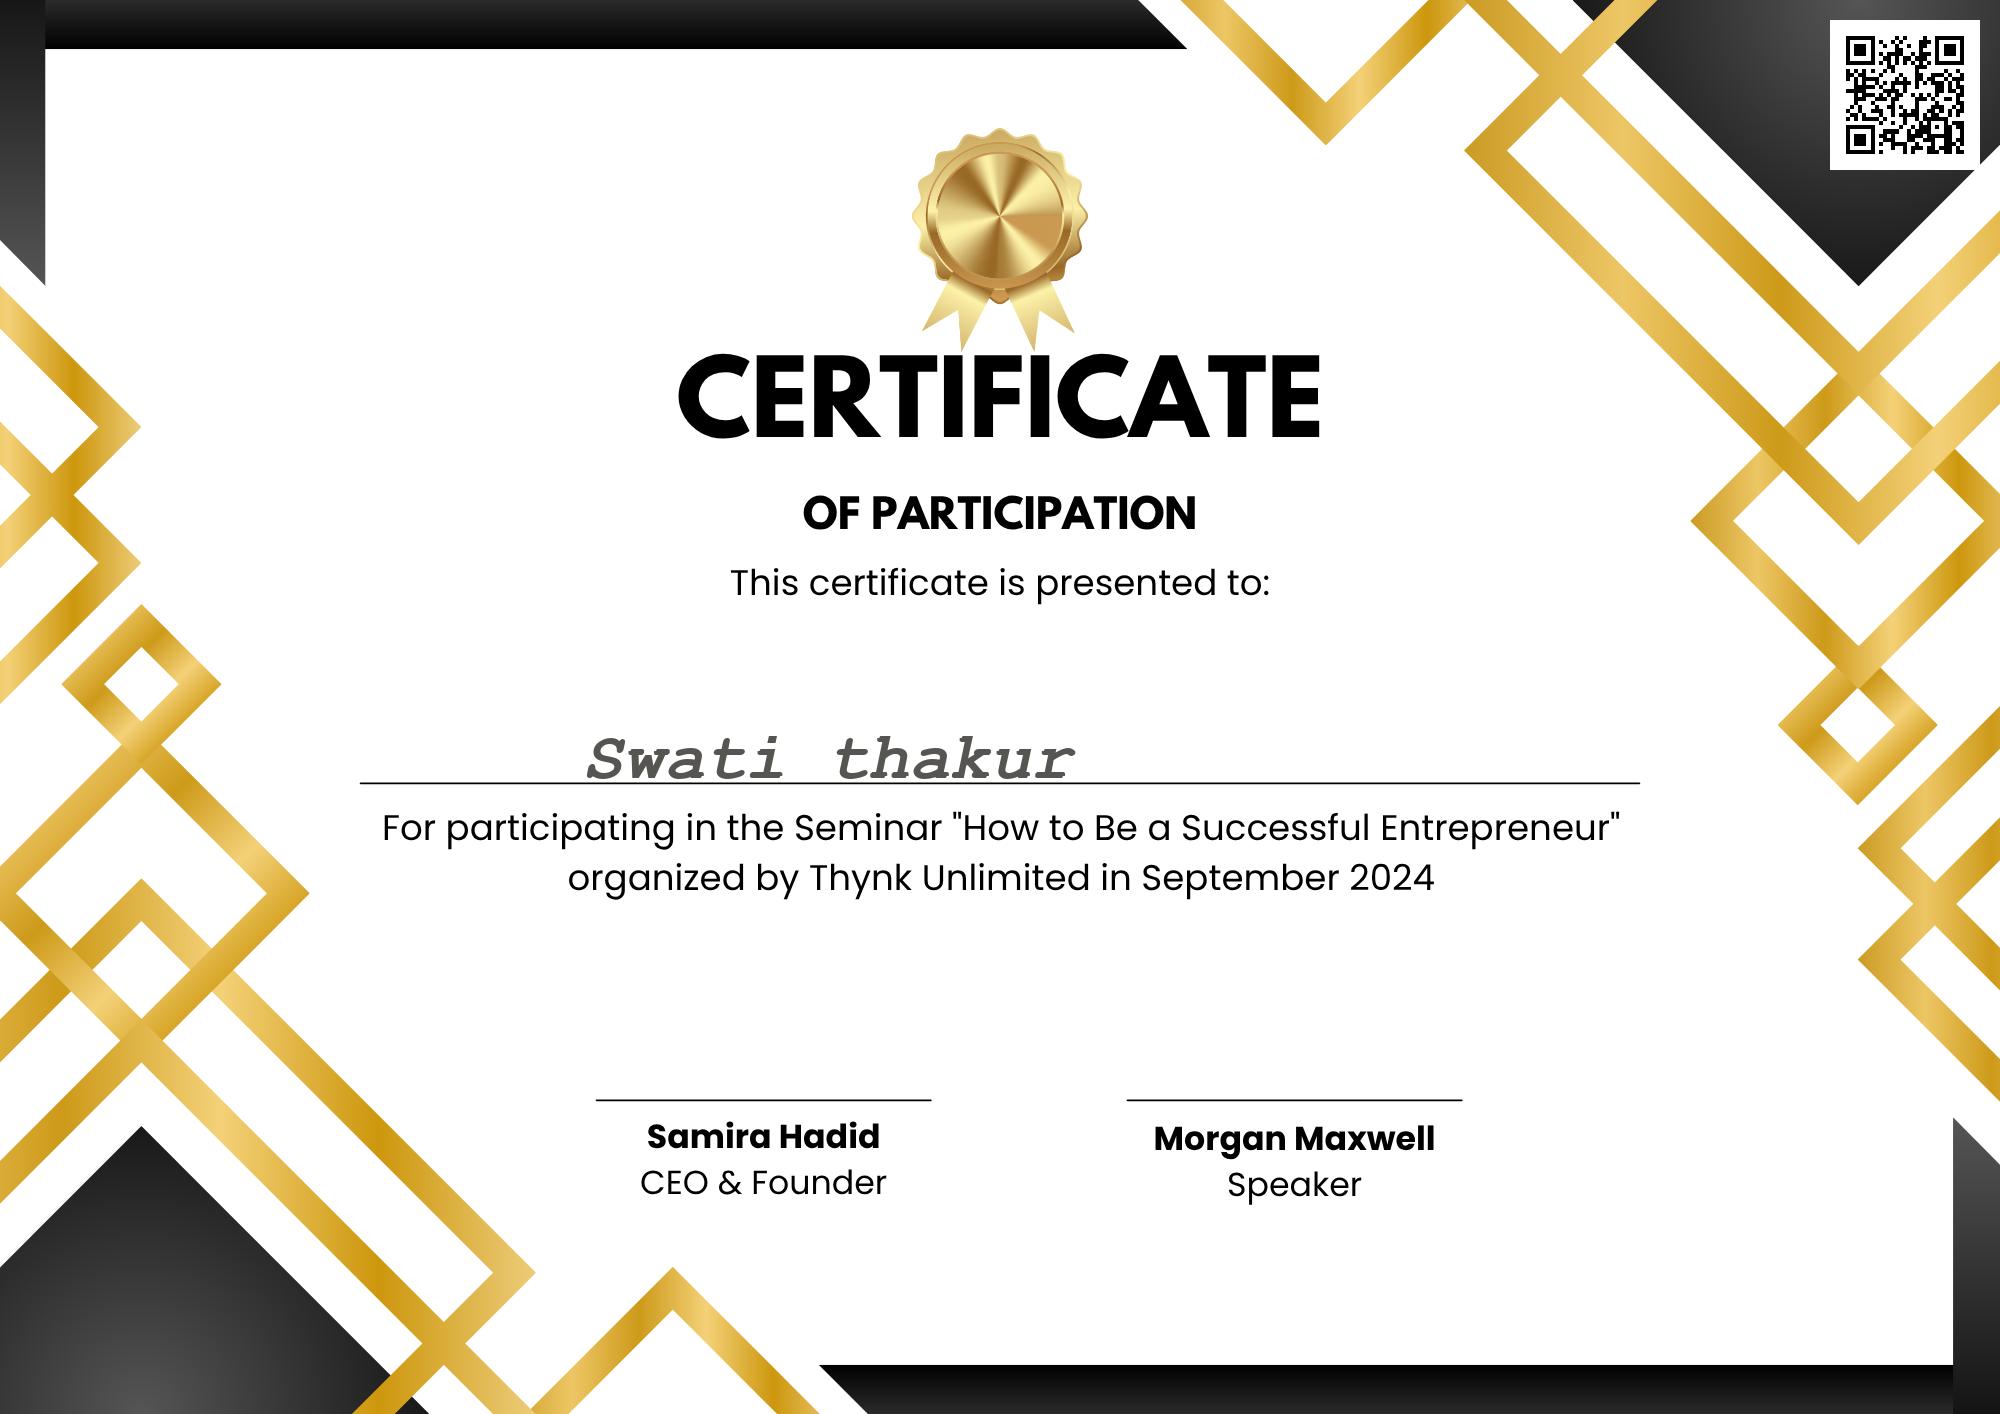 CERTIFICATE
OF PARTICIPATION
This certificate is presented to:
Swati thakur
For participating in the Seminar "How to Be a Successful Entrepreneur"
organized by Thynk Unlimited in September 2024
Samira Hadid
CEO & Founder
Morgan Maxwell
Speaker